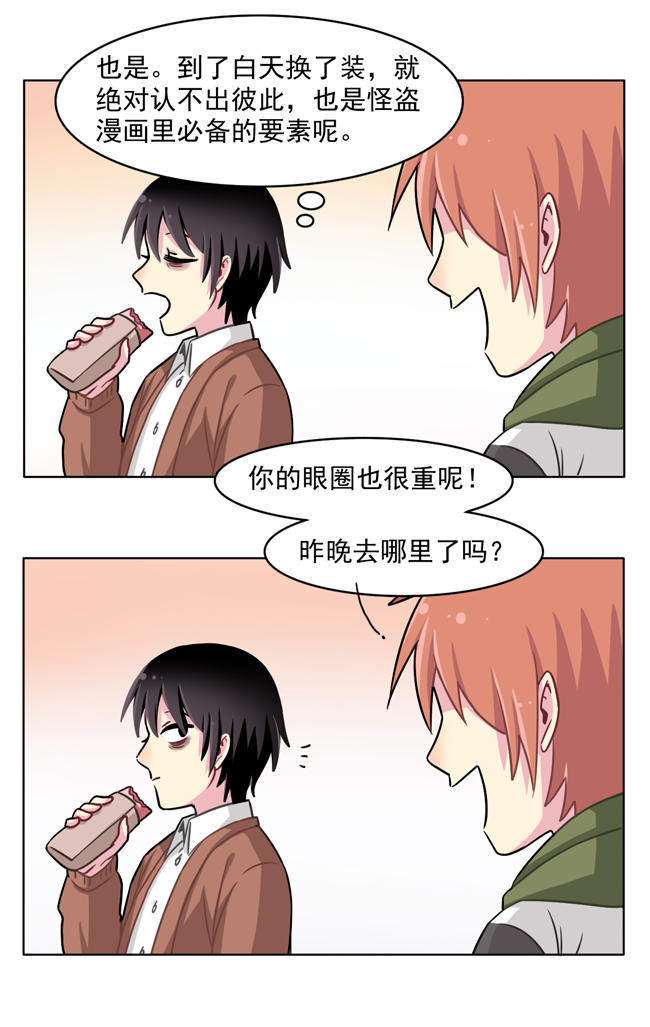 也是。到了白天换了装，就
绝对认不出彼此，也是怪盗
漫画里必备的要素呢。
你的眼圈也很重呢！
昨晚去哪里了吗？